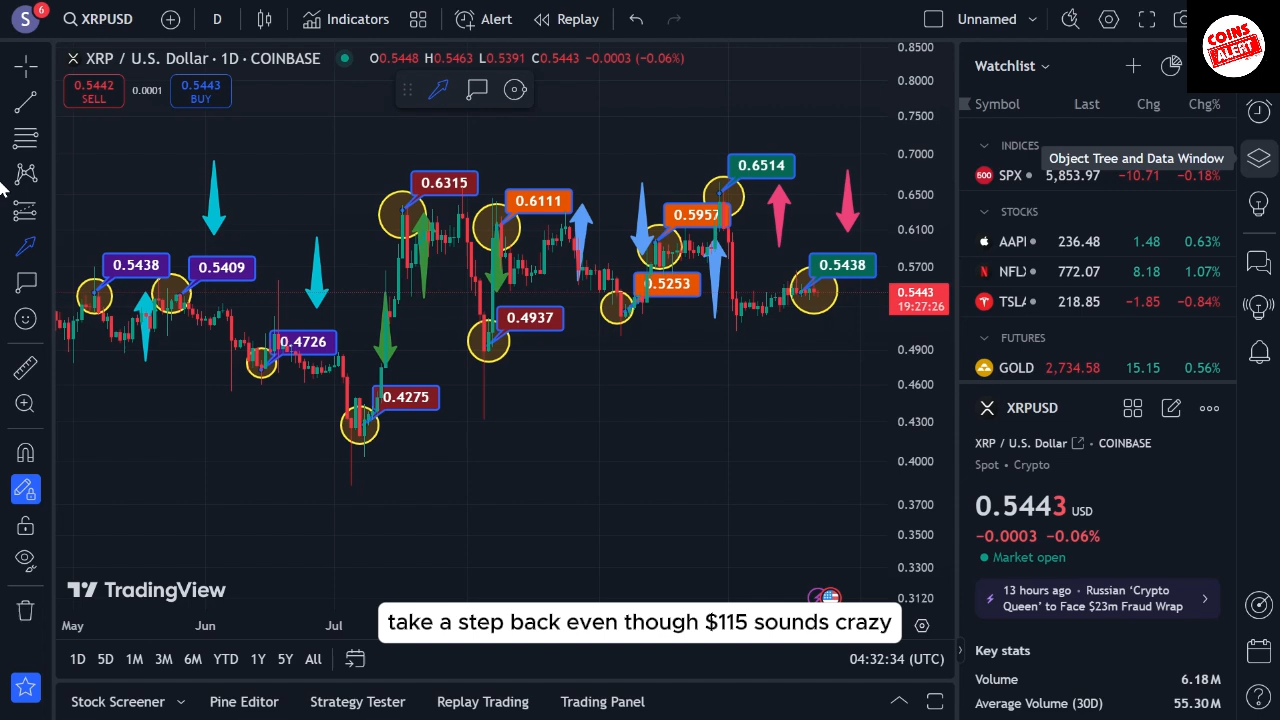 S
6
XRPUSD
D
Indicators
Alert
Replay
Unnamed
COINS
ALERT
XRP / U.S. Dollar · 1D · COINBASE
O0.5448 H0.5463 L0.5391 C0.5443 −0.0003 (−0.06%)
0.5442
SELL
0.0001
0.5443
BUY
0.5438
0.5409
0.4726
0.4275
0.6315
0.6111
0.4937
0.5253
0.5957
0.6514
0.5438
0.8500
0.8000
0.7500
0.7000
0.6500
0.6100
0.5700
0.5443
19:27:26
0.4900
0.4600
0.4300
0.4000
0.3700
0.3500
0.3300
0.3120
TradingView
May
Jun
Jul
take a step back even though $115 sounds crazy
1D
5D
1M
3M
6M
YTD
1Y
5Y
All
04:32:34 (UTC)
Stock Screener
Pine Editor
Strategy Tester
Replay Trading
Trading Panel
Watchlist
Symbol
Last
Chg
Chg%
INDICES
Object Tree and Data Window
500
SPX
5,853.97
−10.71
−0.18%
STOCKS
AAPI
236.48
1.48
0.63%
NFLX
772.07
8.18
1.07%
TSLA
218.85
−1.85
−0.84%
FUTURES
GOLD
2,734.58
15.15
0.56%
XRPUSD
XRP / U.S. Dollar · COINBASE
Spot · Crypto
0.5443 USD
−0.0003 −0.06%
Market open
13 hours ago · Russian ‘Crypto
Queen’ to Face $23m Fraud Wrap
Key stats
Volume
6.18 M
Average Volume (30D)
55.30 M